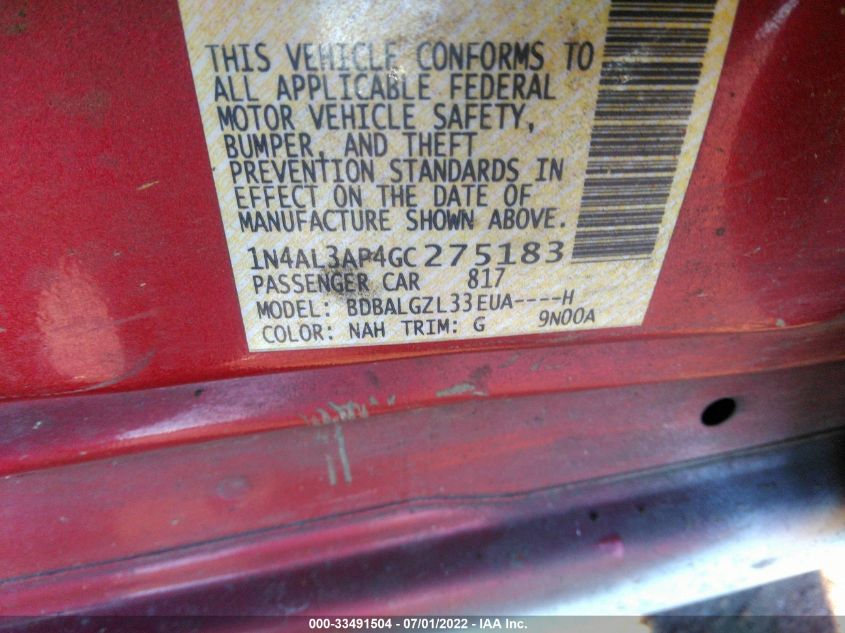 THIS VEHICLE CONFORMS TO
ALL APPLICABLE FEDERAL
MOTOR VEHICLE SAFETY,
BUMPER, AND THEFT
PREVENTION STANDARDS IN
EFFECT ON THE DATE OF
MANUFACTURE SHOWN ABOVE.
1N4AL3AP4GC275183
PASSENGER CAR 817
MODEL: BDBALGZL33EUA----H
COLOR: NAH TRIM: G 9N00A
000-33491504 - 07/01/2022 - IAA Inc.